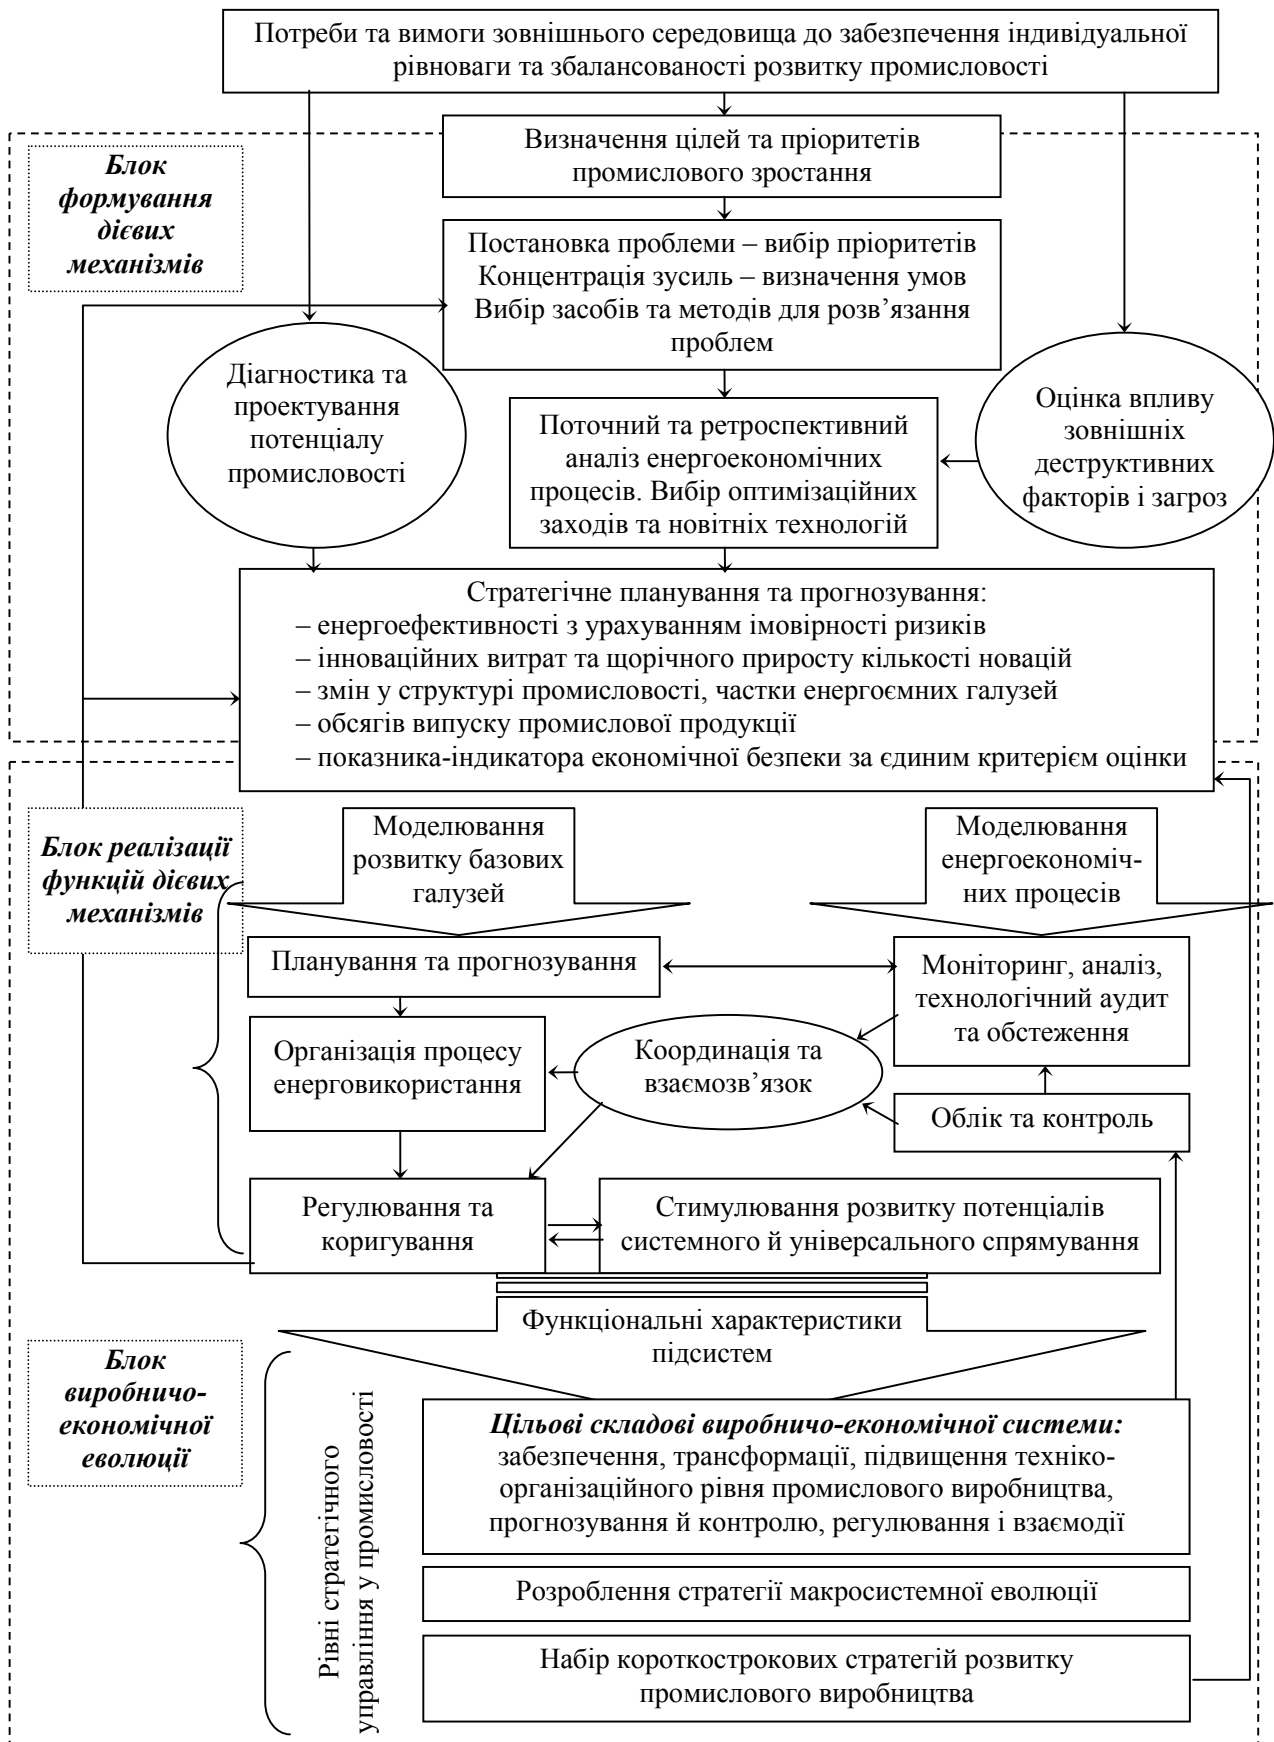 Потреби та вимоги зовнішнього середовища до забезпечення індивідуальної
рівноваги та збалансованості розвитку промисловості
Визначення цілей та пріоритетів
промислового зростання
Блок
формування
дієвих
механізмів
Постановка проблеми – вибір пріоритетів
Концентрація зусиль – визначення умов
Вибір засобів та методів для розв’язання
проблем
Діагностика та
проектування
потенціалу
промисловості
Поточний та ретроспективний
аналіз енергоекономічних
процесів. Вибір оптимізаційних
заходів та новітніх технологій
Оцінка впливу
зовнішніх
деструктивних
факторів і загроз
Стратегічне планування та прогнозування:
– енергоефективності з урахуванням імовірності ризиків
– інноваційних витрат та щорічного приросту кількості новацій
– змін у структурі промисловості, частки енергоємних галузей
– обсягів випуску промислової продукції
– показника-індикатора економічної безпеки за єдиним критерієм оцінки
Блок реалізації
функцій дієвих
механізмів
Моделювання
розвитку базових
галузей
Моделювання
енергоекономіч-
них процесів
Планування та прогнозування
Моніторинг, аналіз,
технологічний аудит
та обстеження
Організація процесу
енерговикористання
Координація та
взаємозв’язок
Облік та контроль
Регулювання та
коригування
Стимулювання розвитку потенціалів
системного й універсального спрямування
Функціональні характеристики
підсистем
Блок
виробничо-
економічної
еволюції
Рівні стратегічного
управління у промисловості
Цільові складові виробничо-економічної системи:
забезпечення, трансформації, підвищення техніко-
організаційного рівня промислового виробництва,
прогнозування й контролю, регулювання і взаємодії
Розроблення стратегії макросистемної еволюції
Набір короткострокових стратегій розвитку
промислового виробництва